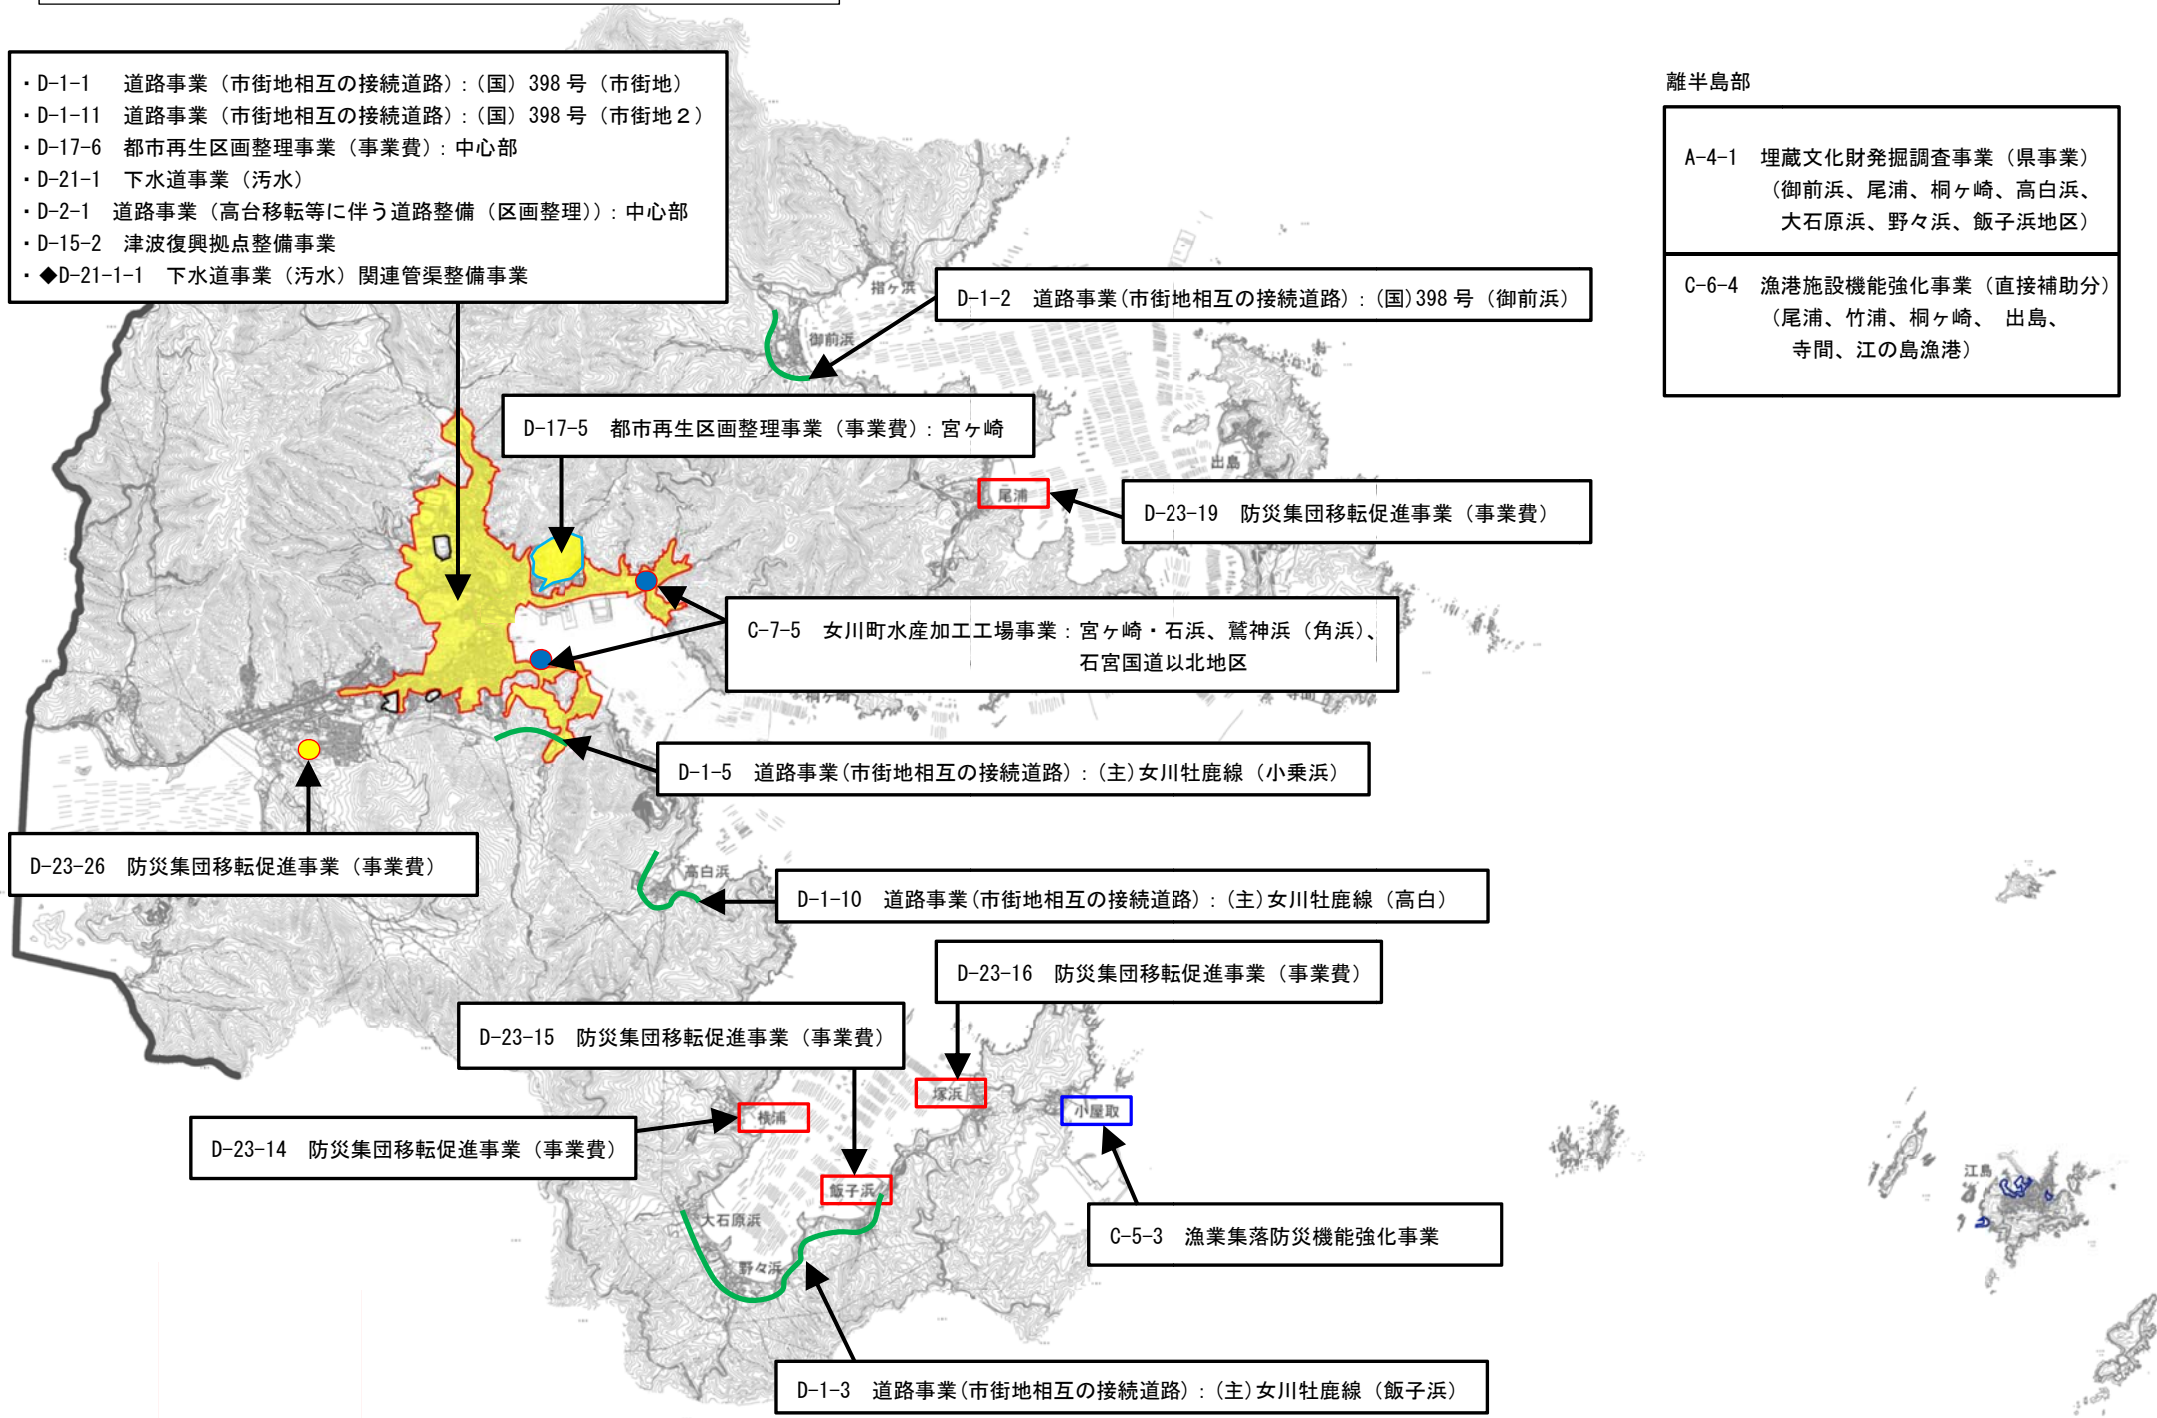 ・D-1-1　道路事業（市街地相互の接続道路）：（国）398号（市街地）
・D-1-11　道路事業（市街地相互の接続道路）：（国）398号（市街地２）
・D-17-6　都市再生区画整理事業（事業費）：中心部
・D-21-1　下水道事業（汚水）
・D-2-1　道路事業（高台移転等に伴う道路整備（区画整理））：中心部
・D-15-2　津波復興拠点整備事業
・◆D-21-1-1　下水道事業（汚水）関連管渠整備事業
離半島部
A-4-1　埋蔵文化財発掘調査事業（県事業）
（御前浜、尾浦、桐ヶ崎、高白浜、
大石原浜、野々浜、飯子浜地区）
C-6-4　漁港施設機能強化事業（直接補助分）
（尾浦、竹浦、桐ヶ崎、 出島、
寺間、江の島漁港）
指ヶ浜
D-1-2　道路事業(市街地相互の接続道路)：(国)398号（御前浜）
御前浜
D-17-5　都市再生区画整理事業（事業費）：宮ヶ崎
出島
尾浦
D-23-19　防災集団移転促進事業（事業費）
C-7-5　女川町水産加工工場事業：宮ヶ崎・石浜、鷲神浜（角浜）、
石宮国道以北地区
桐ヶ崎
寺間
D-1-5　道路事業(市街地相互の接続道路)：(主)女川牡鹿線（小乗浜）
D-23-26　防災集団移転促進事業（事業費）
高白浜
D-1-10　道路事業(市街地相互の接続道路)：(主)女川牡鹿線（高白）
D-23-16　防災集団移転促進事業（事業費）
D-23-15　防災集団移転促進事業（事業費）
塚浜
小屋取
横浦
D-23-14　防災集団移転促進事業（事業費）
飯子浜
大石原浜
江島
C-5-3　漁業集落防災機能強化事業
野々浜
D-1-3　道路事業(市街地相互の接続道路)：(主)女川牡鹿線（飯子浜）